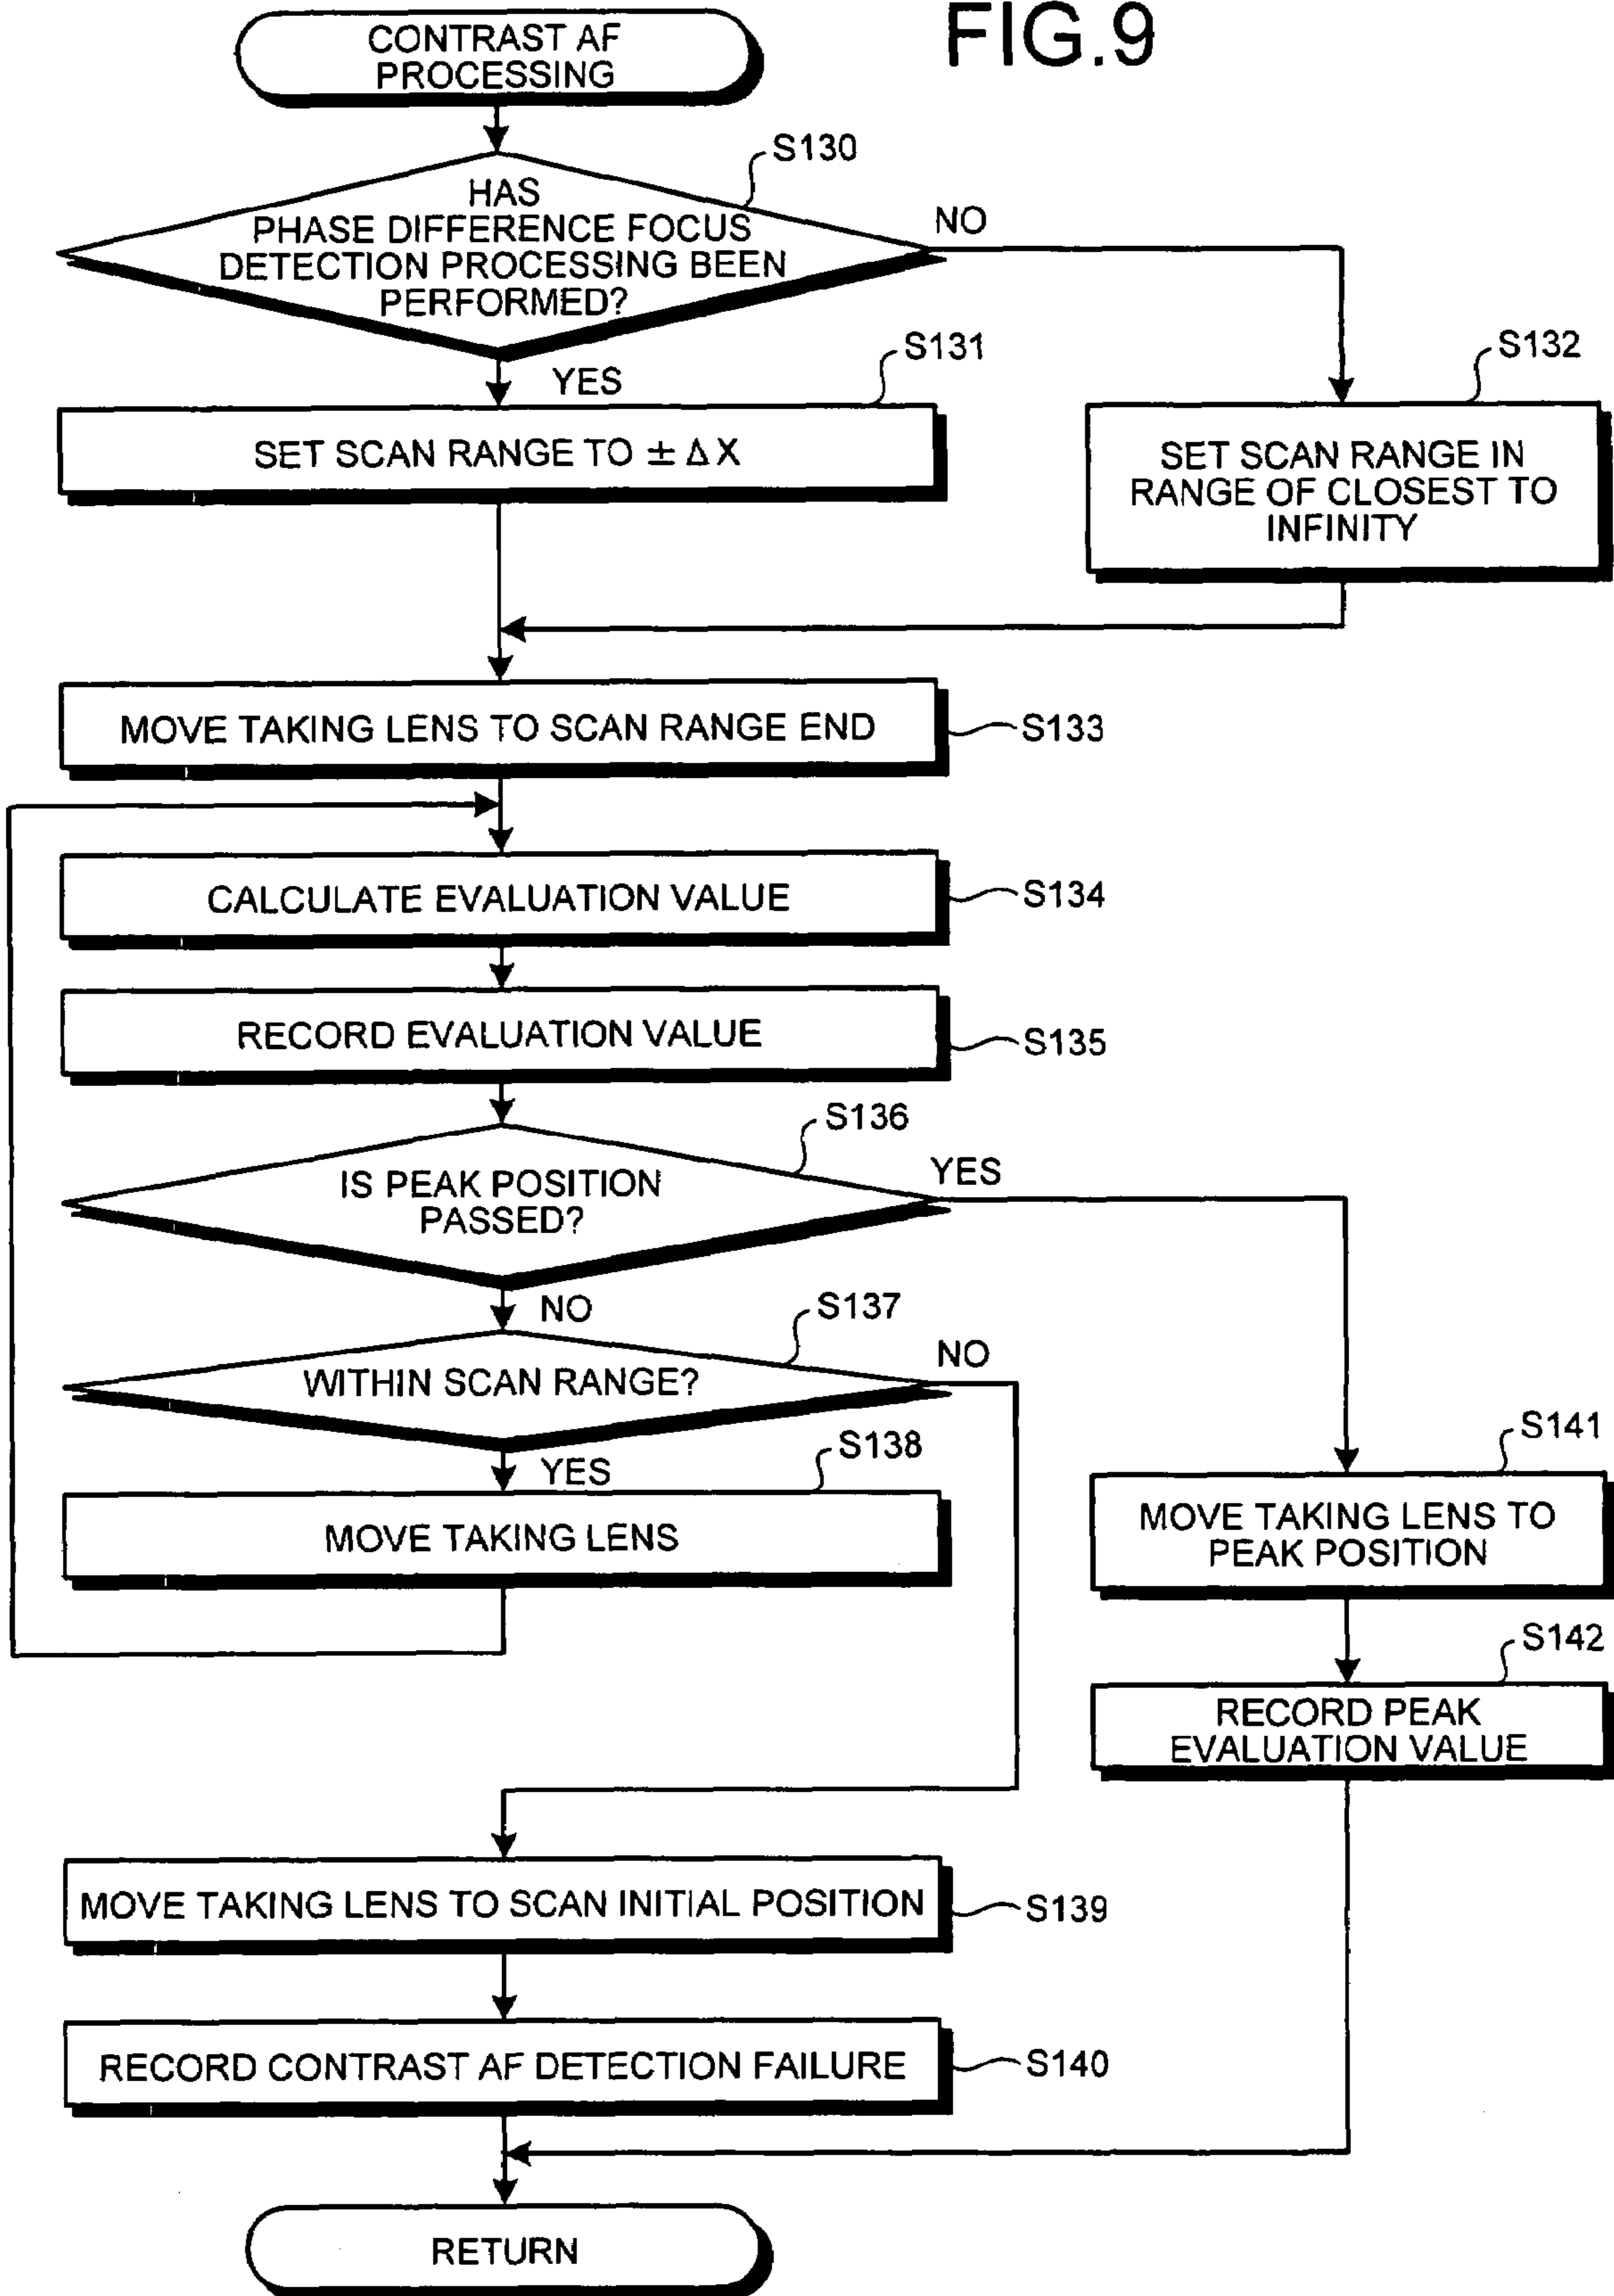 FIG.9
CONTRAST AF
PROCESSING
S130
HAS
PHASE DIFFERENCE FOCUS
DETECTION PROCESSING BEEN
PERFORMED?
NO
YES
S131
SET SCAN RANGE TO ± Δ X
S132
SET SCAN RANGE IN
RANGE OF CLOSEST TO
INFINITY
MOVE TAKING LENS TO SCAN RANGE END
S133
CALCULATE EVALUATION VALUE
S134
RECORD EVALUATION VALUE
S135
S136
IS PEAK POSITION
PASSED?
YES
NO
S137
WITHIN SCAN RANGE?
NO
YES
S138
MOVE TAKING LENS
S141
MOVE TAKING LENS TO
PEAK POSITION
S142
RECORD PEAK
EVALUATION VALUE
MOVE TAKING LENS TO SCAN INITIAL POSITION
S139
RECORD CONTRAST AF DETECTION FAILURE
S140
RETURN